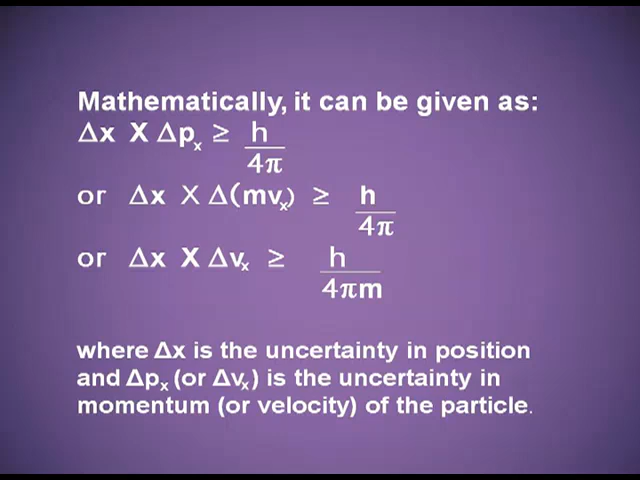 Mathematically, it can be given as:
Δx X Δpₓ ≥ h/4π
or Δx X Δ(mvₓ) ≥ h/4π
or Δx X Δvₓ ≥ h/4πm
where Δx is the uncertainty in position
and Δpₓ (or Δvₓ) is the uncertainty in
momentum (or velocity) of the particle.